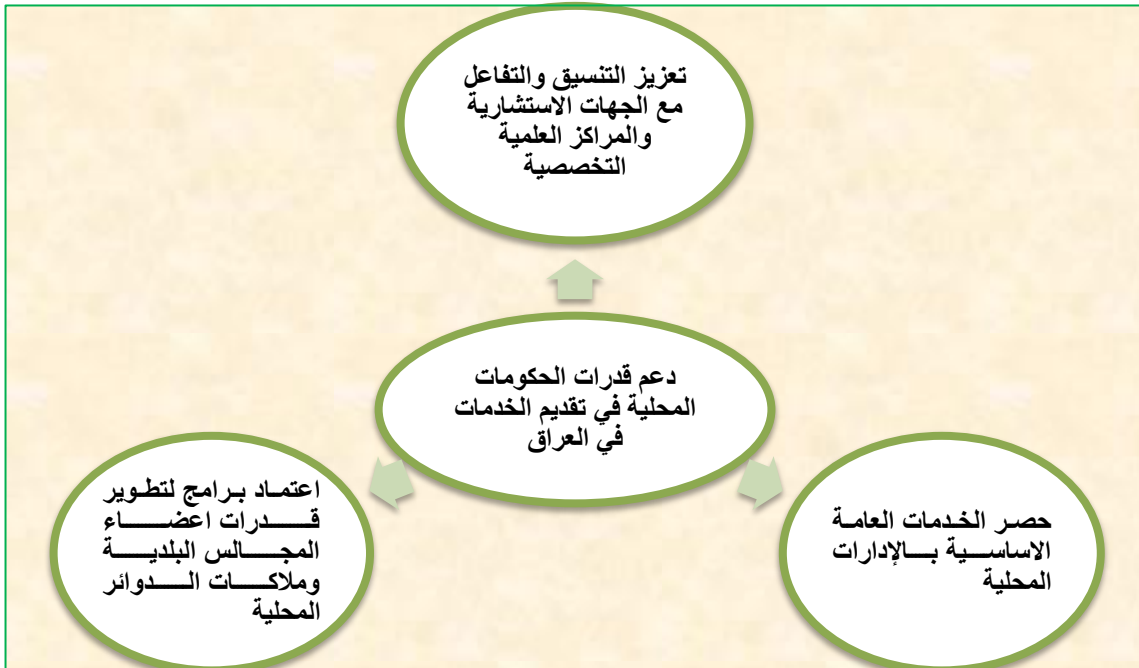 تعزيز التنسيق والتفاعل
مع الجهات الاستشارية
والمراكز العلمية
التخصصية
دعم قدرات الحكومات
المحلية في تقديم الخدمات
في العراق
حصر الخدمات العامة
الاساسية بالإدارات
المحلية
اعتماد برامج لتطوير
قدرات اعضاء
المجالس البلدية
وملاكات الدوائر
المحلية